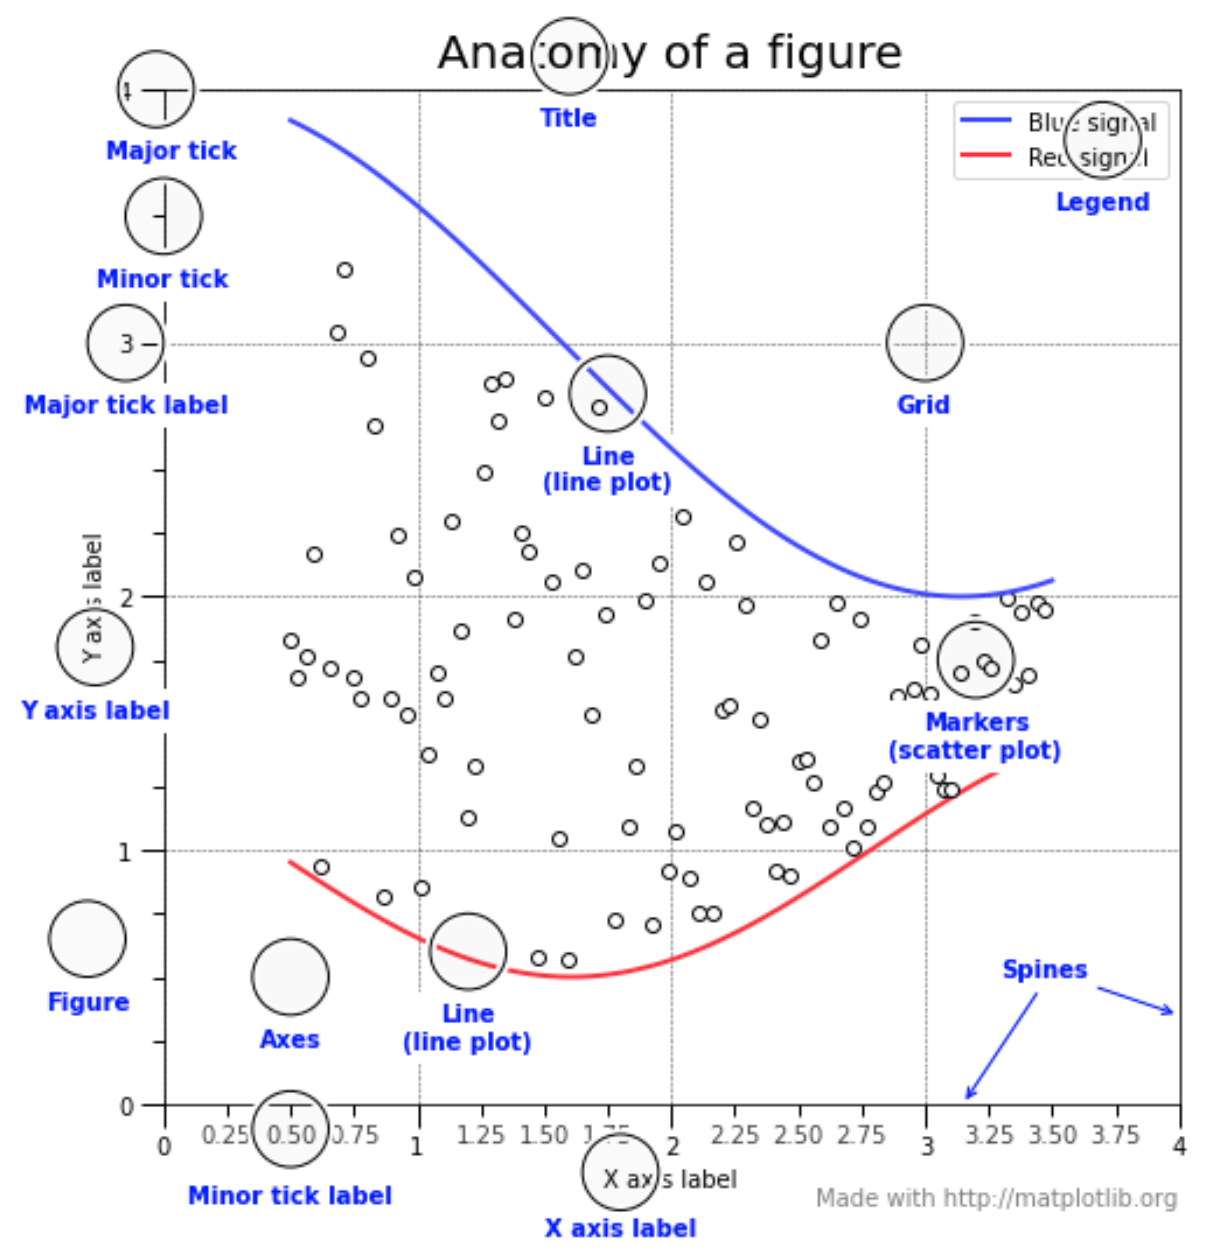 Anatomy of a figure
Title
4
Major tick
Blue signal
Red signal
Legend
Minor tick
3
Major tick label
Grid
Line
(line plot)
Y axis label
2
Y axis label
Markers
(scatter plot)
1
Figure
Axes
Line
(line plot)
Spines
0
0 0.25 0.50 0.75 1 1.25 1.50 1.75 2 2.25 2.50 2.75 3 3.25 3.50 3.75 4
X axis label
Minor tick label
Made with http://matplotlib.org
X axis label